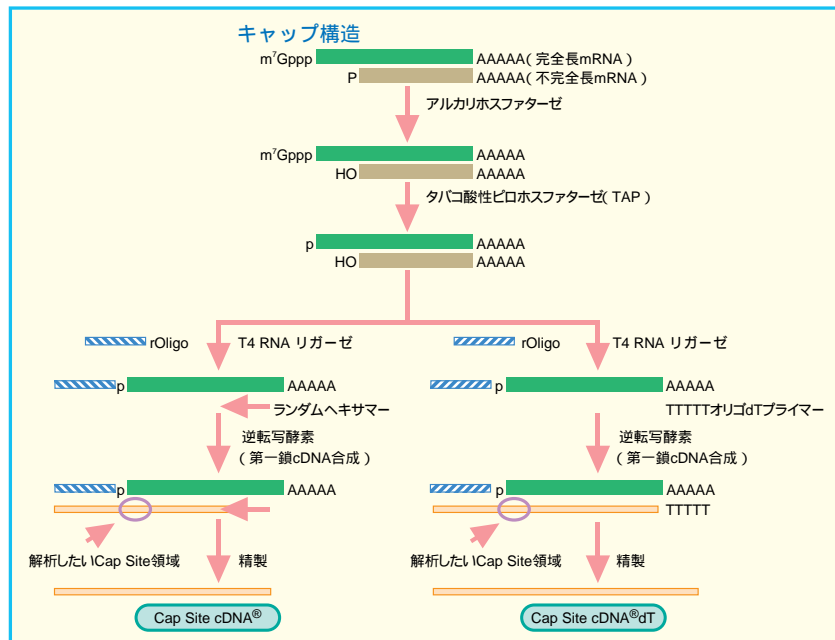 キャップ構造
m⁷Gppp AAAAA(完全長mRNA)
P AAAAA(不完全長mRNA)
アルカリホスファターゼ
m⁷Gppp AAAAA
HO AAAAA
タバコ酸性ピロホスファターゼ(TAP)
p AAAAA
HO AAAAA
rOligo T4 RNA リガーゼ
p AAAAA
ランダムヘキサマー
逆転写酵素
(第一鎖cDNA合成)
p AAAAA
解析したいCap Site領域
精製
Cap Site cDNA®
rOligo T4 RNA リガーゼ
p AAAAA
TTTTTオリゴdTプライマー
逆転写酵素
(第一鎖cDNA合成)
p AAAAA
TTTTT
解析したいCap Site領域
精製
Cap Site cDNA®dT